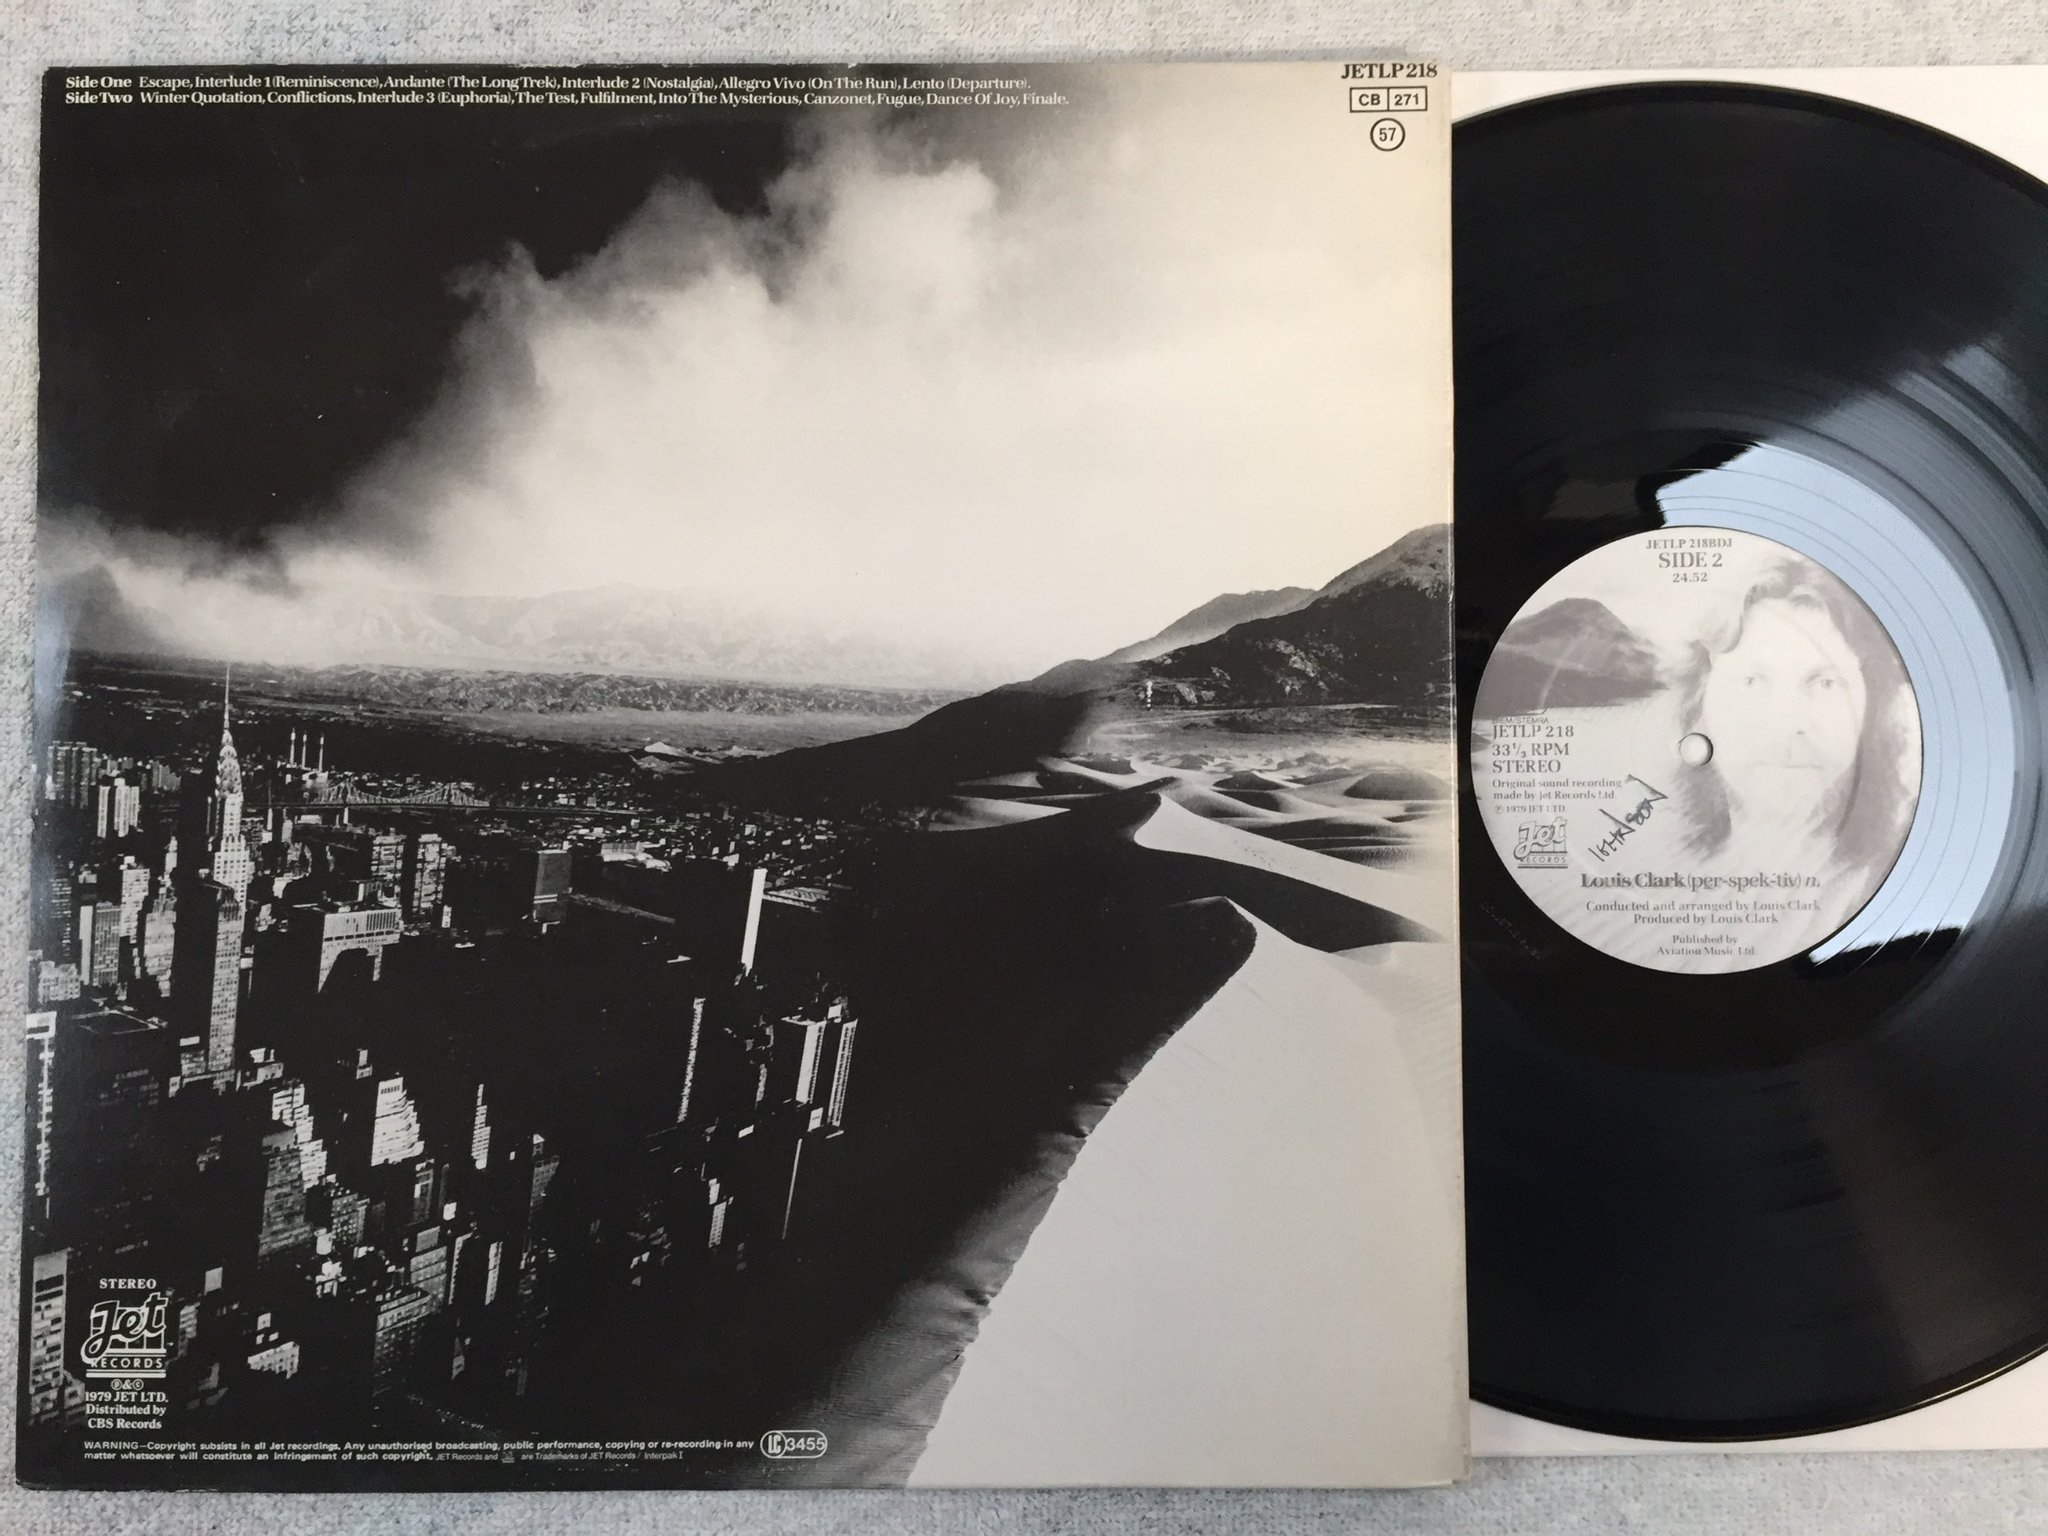 Side One Escape, Interlude 1 (Reminiscence), Andante (The Long Trek), Interlude 2 (Nostalgia), Allegro Vivo (On The Run), Lento (Departure).
Side Two Winter Quotation, Conflictions, Interlude 3 (Euphoria), The Test, Fulfilment, Into The Mysterious, Canzonet, Fugue, Dance Of Joy, Finale.
JETLP 218
CB 271
57
STEREO
Jet
RECORDS
℗&©
1979 JET LTD.
Distributed by
CBS Records
WARNING—Copyright subsists in all Jet recordings. Any unauthorised broadcasting, public performance, copying or re-recording in any
matter whatsoever will constitute an infringement of such copyright. JET Records and are Trademarks of JET Records / Interpak I
LC 3455
JETLP 218BDJ
SIDE 2
24.52
BIEM/STEMRA
JETLP 218
33 1/3 RPM
STEREO
Original sound recording
made by Jet Records Ltd.
℗ 1979 JET LTD
Jet
RECORDS
Louis Clark (per-spek-tiv) n.
Conducted and arranged by Louis Clark
Produced by Louis Clark
Published by
Aviation Music Ltd.